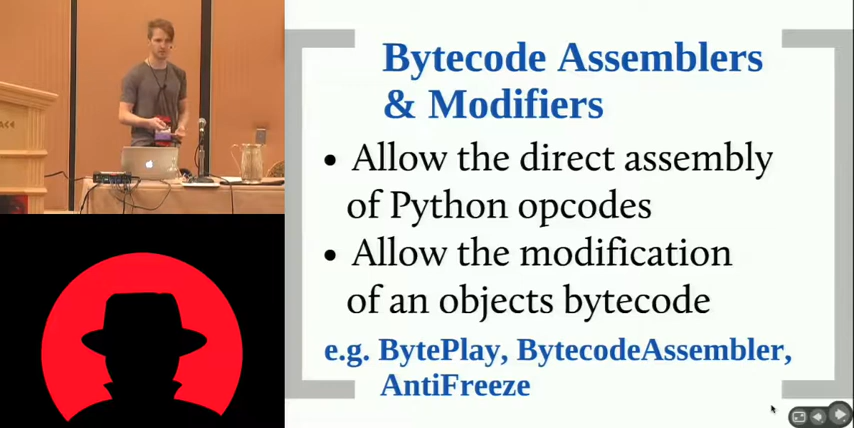 Bytecode Assemblers
& Modifiers
• Allow the direct assembly
of Python opcodes
• Allow the modification
of an objects bytecode
e.g. BytePlay, BytecodeAssembler,
AntiFreeze